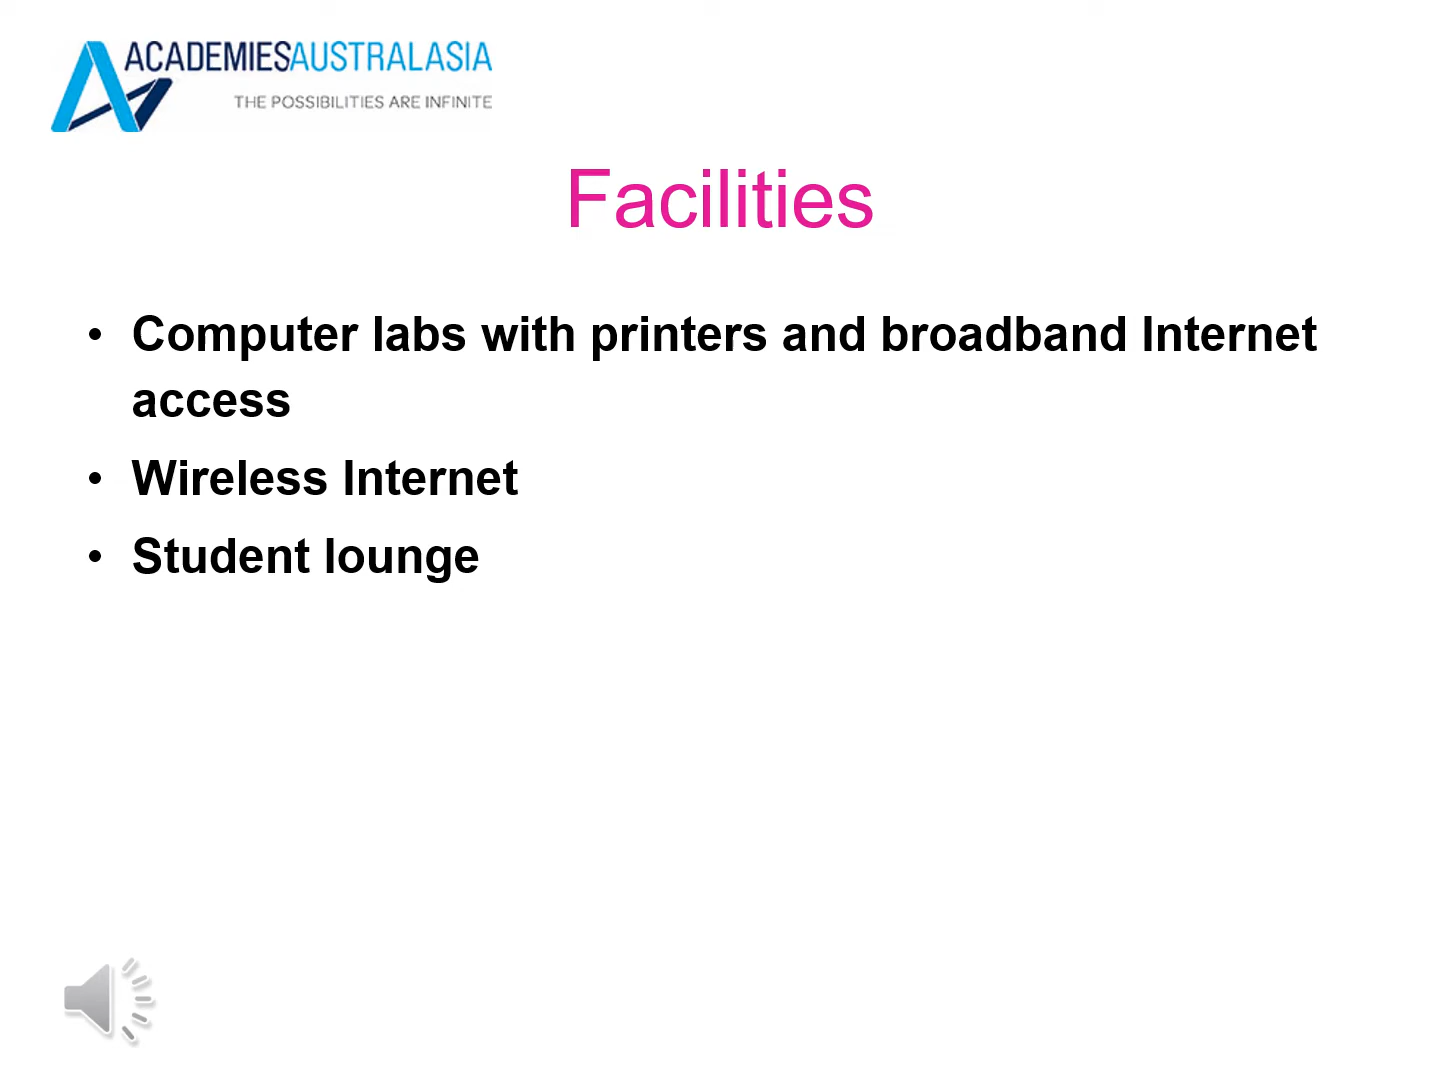 ACADEMIESAUSTRALASIA
THE POSSIBILITIES ARE INFINITE
Facilities
• Computer labs with printers and broadband Internet
access
• Wireless Internet
• Student lounge